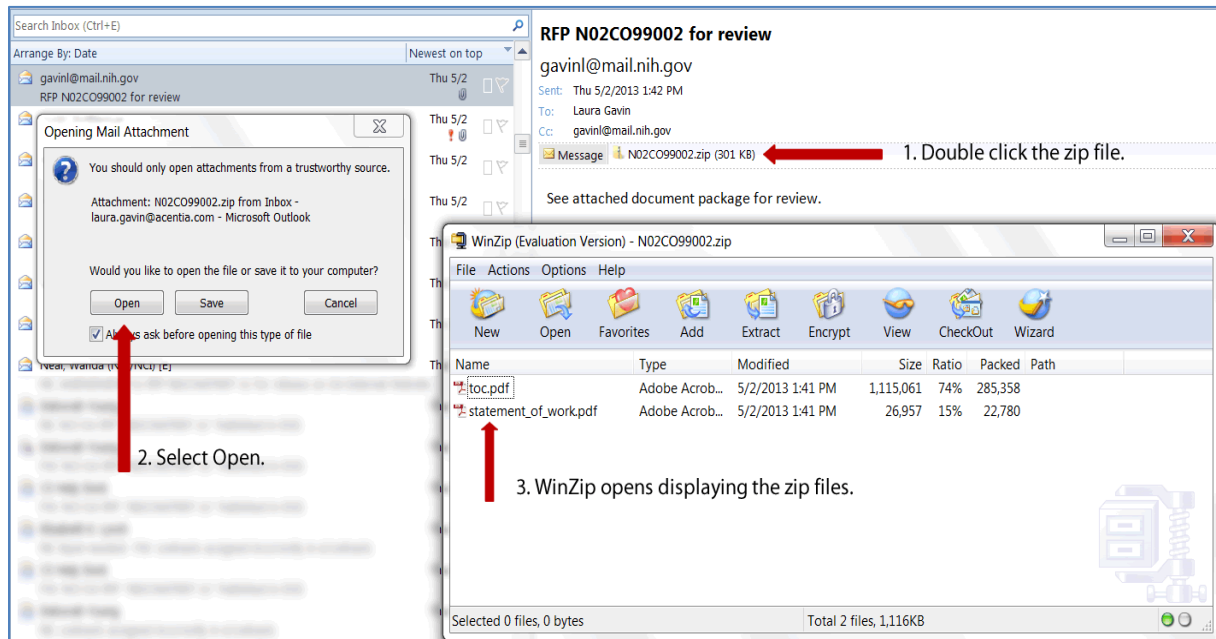 Search Inbox (Ctrl+E)
Arrange By: Date
Newest on top
gavinl@mail.nih.gov
Thu 5/2
RFP N02CO99002 for review
Thu 5/2
Thu 5/2
Thu 5/2
Th
Th
Th
Th
Neal, Wanda (NIH/NCI) [E]
Opening Mail Attachment
You should only open attachments from a trustworthy source.
Attachment: N02CO99002.zip from Inbox -
laura.gavin@acentia.com - Microsoft Outlook
Would you like to open the file or save it to your computer?
Open Save Cancel
ask before opening this type of file
2. Select Open.
RFP N02CO99002 for review
gavinl@mail.nih.gov
Sent: Thu 5/2/2013 1:42 PM
To: Laura Gavin
Cc: gavinl@mail.nih.gov
Message N02CO99002.zip (301 KB)
1. Double click the zip file.
See attached document package for review.
WinZip (Evaluation Version) - N02CO99002.zip
File Actions Options Help
New Open Favorites Add Extract Encrypt View CheckOut Wizard
Name Type Modified Size Ratio Packed Path
toc.pdf Adobe Acrob... 5/2/2013 1:41 PM 1,115,061 74% 285,358
statement_of_work.pdf Adobe Acrob... 5/2/2013 1:41 PM 26,957 15% 22,780
3. WinZip opens displaying the zip files.
Selected 0 files, 0 bytes
Total 2 files, 1,116KB